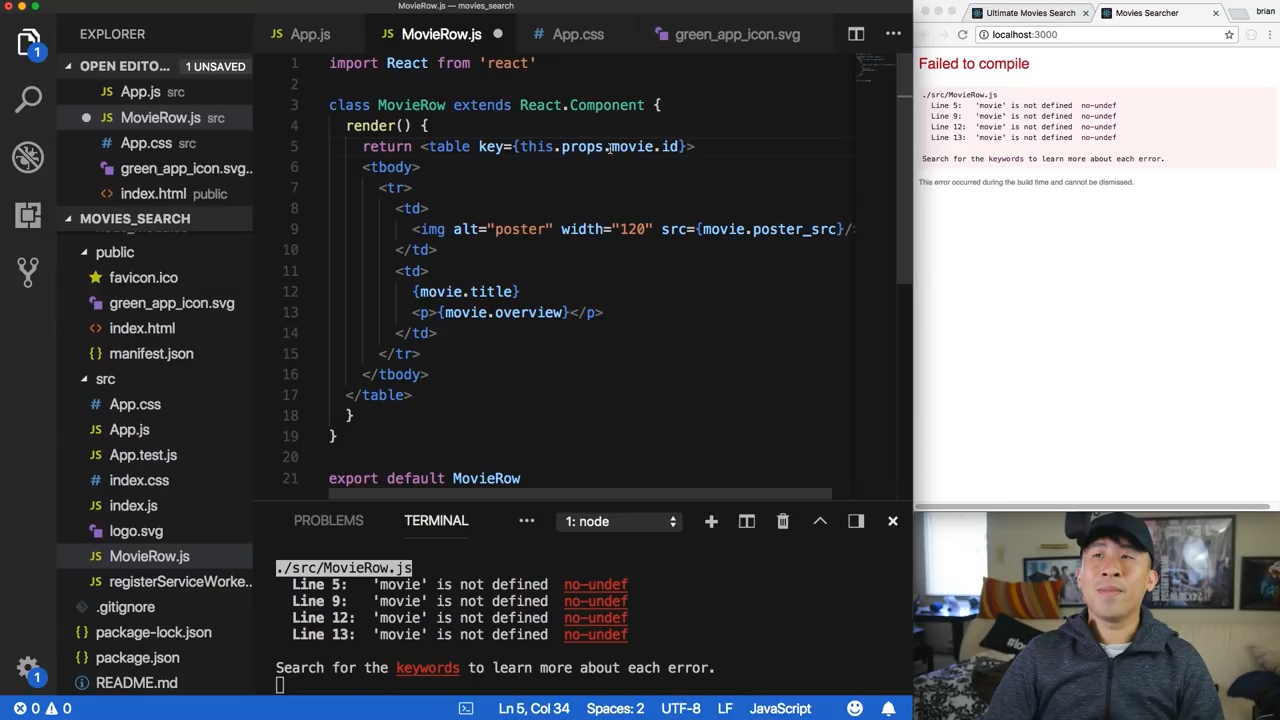 MovieRow.js — movies_search
EXPLORER
OPEN EDITO... 1 UNSAVED
App.js src
MovieRow.js src
App.css src
green_app_icon.svg...
index.html public
MOVIES_SEARCH
public
favicon.ico
green_app_icon.svg
index.html
manifest.json
src
App.css
App.js
App.test.js
index.css
index.js
logo.svg
MovieRow.js
registerServiceWorke...
.gitignore
package-lock.json
package.json
README.md
App.js MovieRow.js App.css green_app_icon.svg
1 import React from 'react'
2
3 class MovieRow extends React.Component {
4 render() {
5 return <table key={this.props.movie.id}>
6 <tbody>
7 <tr>
8 <td>
9 <img alt="poster" width="120" src={movie.poster_src}/>
10 </td>
11 <td>
12 {movie.title}
13 <p>{movie.overview}</p>
14 </td>
15 </tr>
16 </tbody>
17 </table>
18 }
19 }
20
21 export default MovieRow
PROBLEMS TERMINAL ... 1: node
./src/MovieRow.js
Line 5: 'movie' is not defined no-undef
Line 9: 'movie' is not defined no-undef
Line 12: 'movie' is not defined no-undef
Line 13: 'movie' is not defined no-undef
Search for the keywords to learn more about each error.
1
1
0 0 Ln 5, Col 34 Spaces: 2 UTF-8 LF JavaScript
Ultimate Movies Search Movies Searcher brian
localhost:3000
Failed to compile
./src/MovieRow.js
Line 5: 'movie' is not defined no-undef
Line 9: 'movie' is not defined no-undef
Line 12: 'movie' is not defined no-undef
Line 13: 'movie' is not defined no-undef
Search for the keywords to learn more about each error.
This error occurred during the build time and cannot be dismissed.